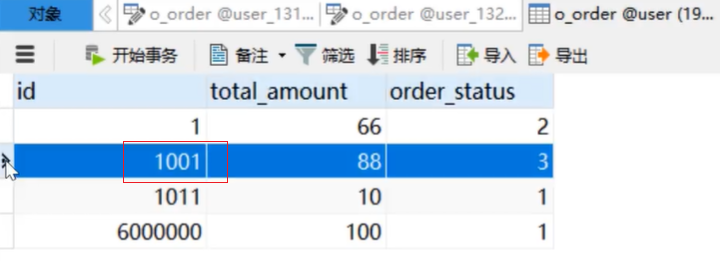 对象 o_order @user_131... o_order @user_132... o_order @user (19...
开始事务 备注 筛选 排序 导入 导出
id total_amount order_status
1 66 2
1001 88 3
1011 10 1
6000000 100 1